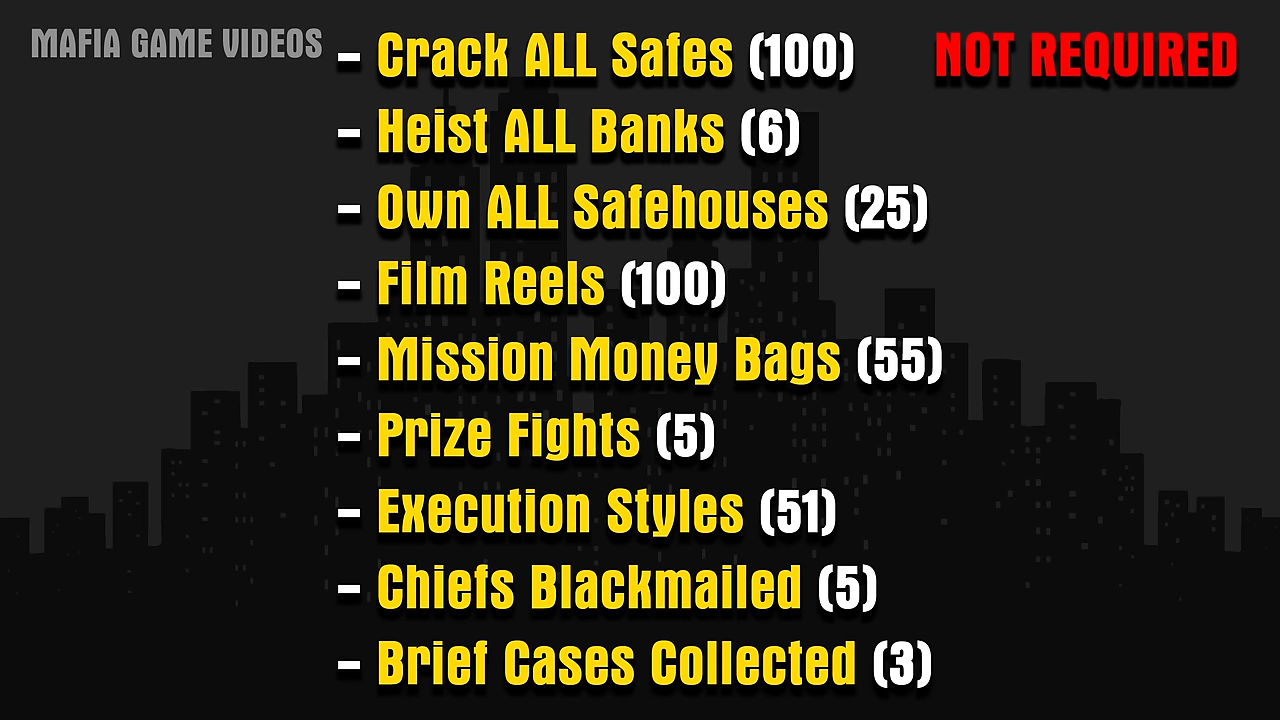 MAFIA GAME VIDEOS
NOT REQUIRED
- Crack ALL Safes (100)
- Heist ALL Banks (6)
- Own ALL Safehouses (25)
- Film Reels (100)
- Mission Money Bags (55)
- Prize Fights (5)
- Execution Styles (51)
- Chiefs Blackmailed (5)
- Brief Cases Collected (3)